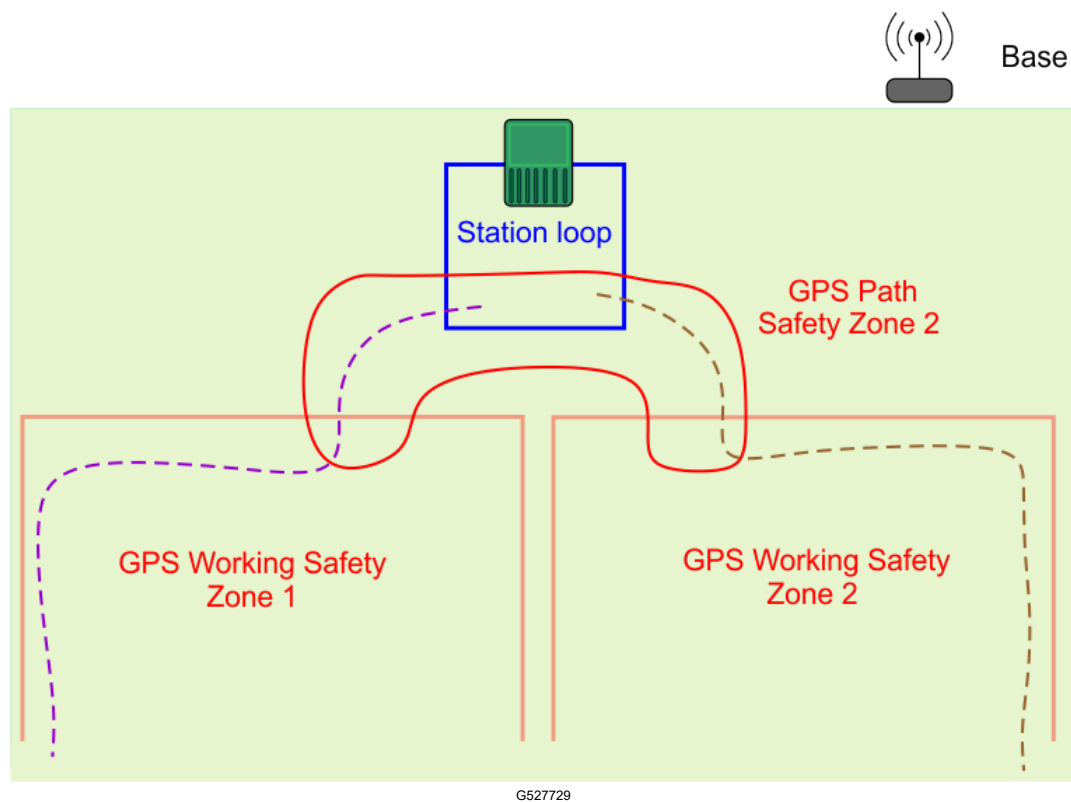 Base
Station loop
GPS Path
Safety Zone 2
GPS Working Safety
Zone 1
GPS Working Safety
Zone 2
G527729